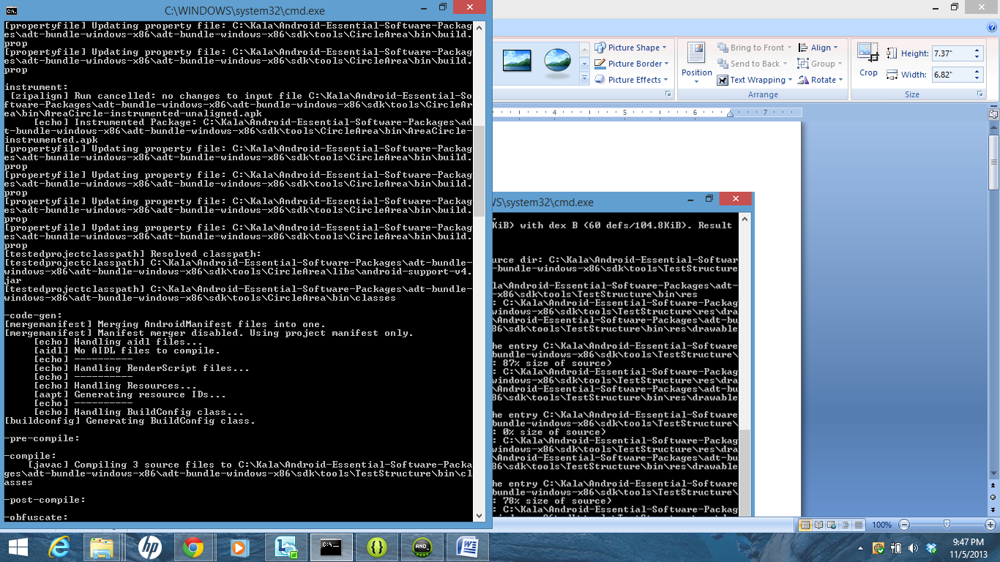 C:\WINDOWS\system32\cmd.exe
[propertyfile] Updating property file: C:\Kala\Android-Essential-Software-Packag
es\adt-bundle-windows-x86\adt-bundle-windows-x86\sdk\tools\CircleArea\bin\build.
prop
[propertyfile] Updating property file: C:\Kala\Android-Essential-Software-Packag
es\adt-bundle-windows-x86\adt-bundle-windows-x86\sdk\tools\CircleArea\bin\build.
prop
instrument:
[zipalign] Run cancelled: no changes to input file C:\Kala\Android-Essential-So
ftware-Packages\adt-bundle-windows-x86\adt-bundle-windows-x86\sdk\tools\CircleAr
ea\bin\AreaCircle-instrumented-unaligned.apk
[echo] Instrumented Package: C:\Kala\Android-Essential-Software-Packages\ad
t-bundle-windows-x86\adt-bundle-windows-x86\sdk\tools\CircleArea\bin\AreaCircle-
instrumented.apk
[propertyfile] Updating property file: C:\Kala\Android-Essential-Software-Packag
es\adt-bundle-windows-x86\adt-bundle-windows-x86\sdk\tools\CircleArea\bin\build.
prop
[propertyfile] Updating property file: C:\Kala\Android-Essential-Software-Packag
es\adt-bundle-windows-x86\adt-bundle-windows-x86\sdk\tools\CircleArea\bin\build.
prop
[propertyfile] Updating property file: C:\Kala\Android-Essential-Software-Packag
es\adt-bundle-windows-x86\adt-bundle-windows-x86\sdk\tools\CircleArea\bin\build.
prop
[propertyfile] Updating property file: C:\Kala\Android-Essential-Software-Packag
es\adt-bundle-windows-x86\adt-bundle-windows-x86\sdk\tools\CircleArea\bin\build.
prop
[testedprojectclasspath] Resolved classpath:
[testedprojectclasspath] C:\Kala\Android-Essential-Software-Packages\adt-bundle-
windows-x86\adt-bundle-windows-x86\sdk\tools\CircleArea\libs\android-support-v4.
jar
[testedprojectclasspath] C:\Kala\Android-Essential-Software-Packages\adt-bundle-
windows-x86\adt-bundle-windows-x86\sdk\tools\CircleArea\bin\classes
-code-gen:
[mergemanifest] Merging AndroidManifest files into one.
[mergemanifest] Manifest merger disabled. Using project manifest only.
[echo] Handling aidl files...
[aidl] No AIDL files to compile.
[echo] ----------
[echo] Handling RenderScript files...
[echo] ----------
[echo] Handling Resources...
[aapt] Generating resource IDs...
[echo] ----------
[echo] Handling BuildConfig class...
[buildconfig] Generating BuildConfig class.
-pre-compile:
-compile:
[javac] Compiling 3 source files to C:\Kala\Android-Essential-Software-Packa
ges\adt-bundle-windows-x86\adt-bundle-windows-x86\sdk\tools\TestStructure\bin\cl
asses
-post-compile:
-obfuscate:
Picture Shape
Picture Border
Picture Effects
Position
Bring to Front
Send to Back
Text Wrapping
Align
Group
Rotate
Arrange
Crop
Height: 7.37"
Width: 6.82"
Size
4 5 6 7
WS\system32\cmd.exe
KiB) with dex B (60 defs/104.8KiB). Result
urce dir: C:\Kala\Android-Essential-Softwar
-bundle-windows-x86\sdk\tools\TestStructure
la\Android-Essential-Software-Packages\adt-
-x86\sdk\tools\TestStructure\bin\res
: C:\Kala\Android-Essential-Software-Packag
windows-x86\sdk\tools\TestStructure\res\dra
Android-Essential-Software-Packages\adt-bu
86\sdk\tools\TestStructure\bin\res\drawable
he entry C:\Kala\Android-Essential-Software
bundle-windows-x86\sdk\tools\TestStructure\
: 87% size of source)
: C:\Kala\Android-Essential-Software-Packag
windows-x86\sdk\tools\TestStructure\res\dra
Android-Essential-Software-Packages\adt-bu
86\sdk\tools\TestStructure\bin\res\drawable
he entry C:\Kala\Android-Essential-Software
bundle-windows-x86\sdk\tools\TestStructure\
: 0% size of source)
: C:\Kala\Android-Essential-Software-Packag
windows-x86\sdk\tools\TestStructure\res\dra
Android-Essential-Software-Packages\adt-bu
86\sdk\tools\TestStructure\bin\res\drawable
he entry C:\Kala\Android-Essential-Software
bundle-windows-x86\sdk\tools\TestStructure\
: 78% size of source)
: C:\Kala\Android-Essential-Software-Packag
100%
hp
C:\
{}
AND_
W
9:47 PM
11/5/2013